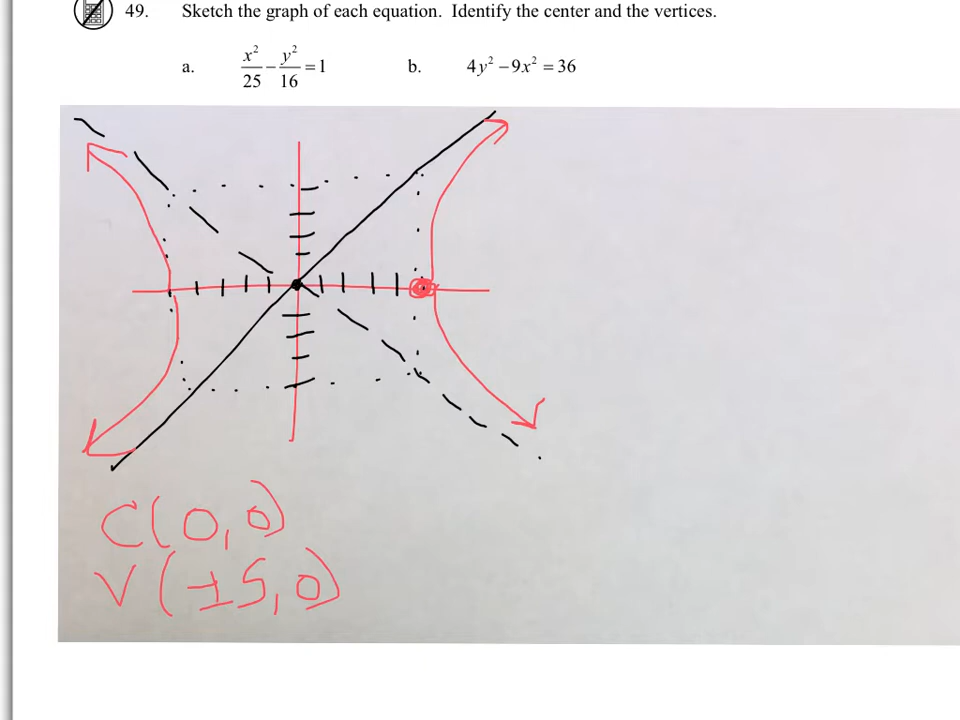 49. Sketch the graph of each equation. Identify the center and the vertices.
a. x²/25 - y²/16 = 1 b. 4y² - 9x² = 36
C(0,0)
V(±5,0)